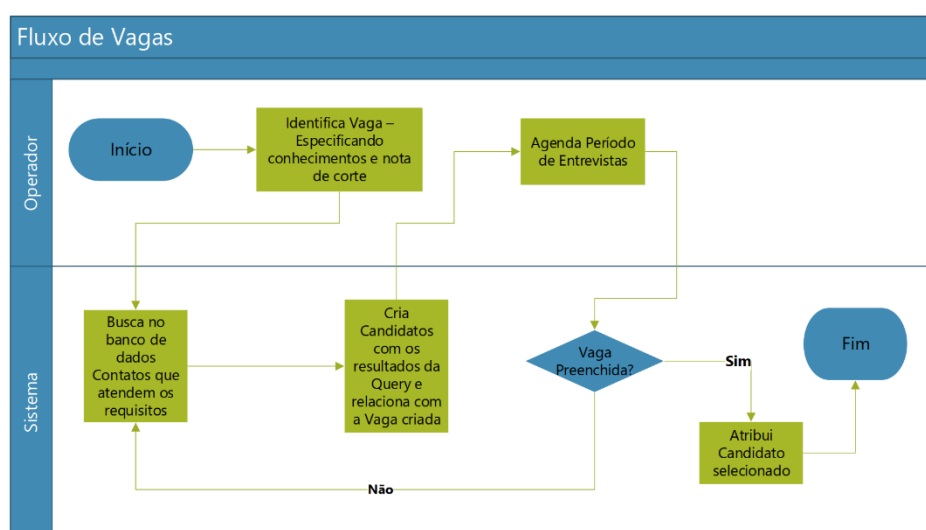 Fluxo de Vagas
Operador
Início
Identifica Vaga –
Especificando
conhecimentos e nota
de corte
Agenda Período
de Entrevistas
Sistema
Busca no
banco de
dados
Contatos que
atendem os
requisitos
Cria
Candidatos
com os
resultados da
Query e
relaciona com
a Vaga criada
Vaga
Preenchida?
Sim
Fim
Atribui
Candidato
selecionado
Não